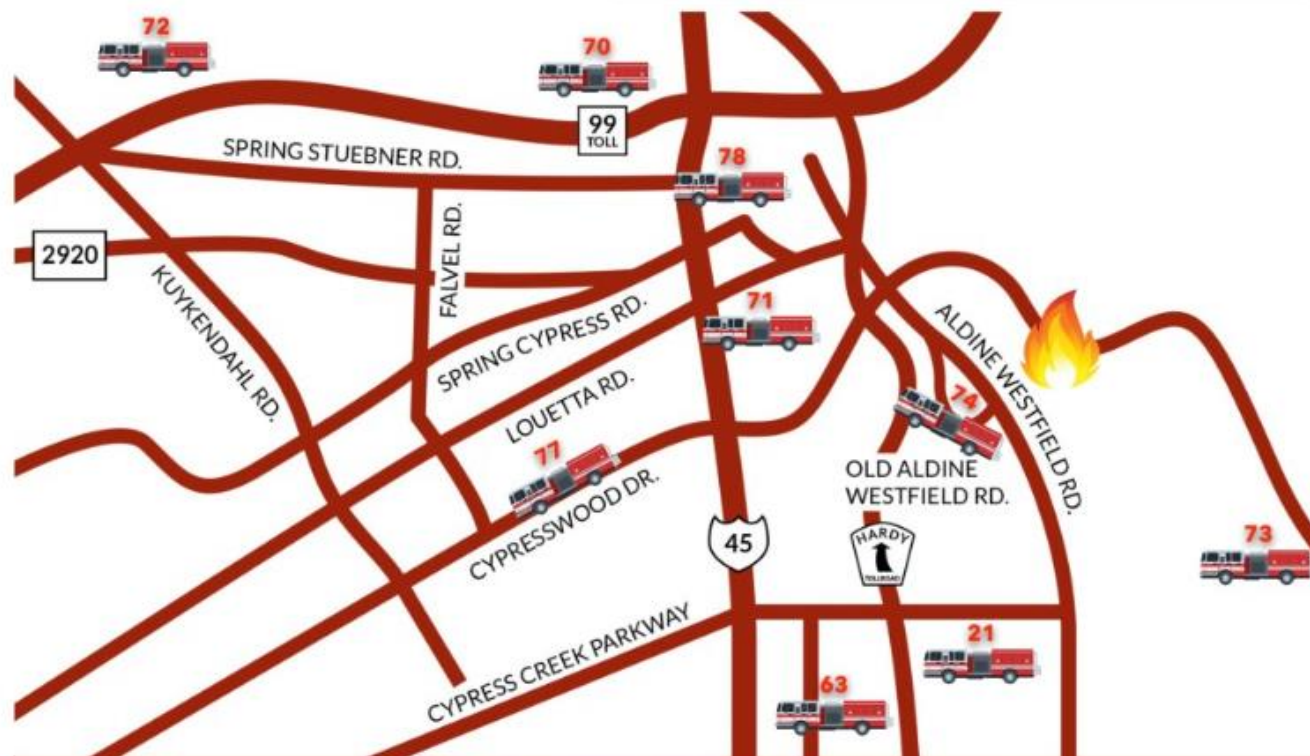 72
70
99
TOLL
SPRING STUEBNER RD.
78
2920
KUYKENDAHL RD.
FALVEL RD.
SPRING CYPRESS RD.
71
ALDINE WESTFIELD RD.
LOUETTA RD.
74
77
CYPRESSWOOD DR.
OLD ALDINE
WESTFIELD RD.
45
HARDY
TOLLROAD
73
CYPRESS CREEK PARKWAY
21
63